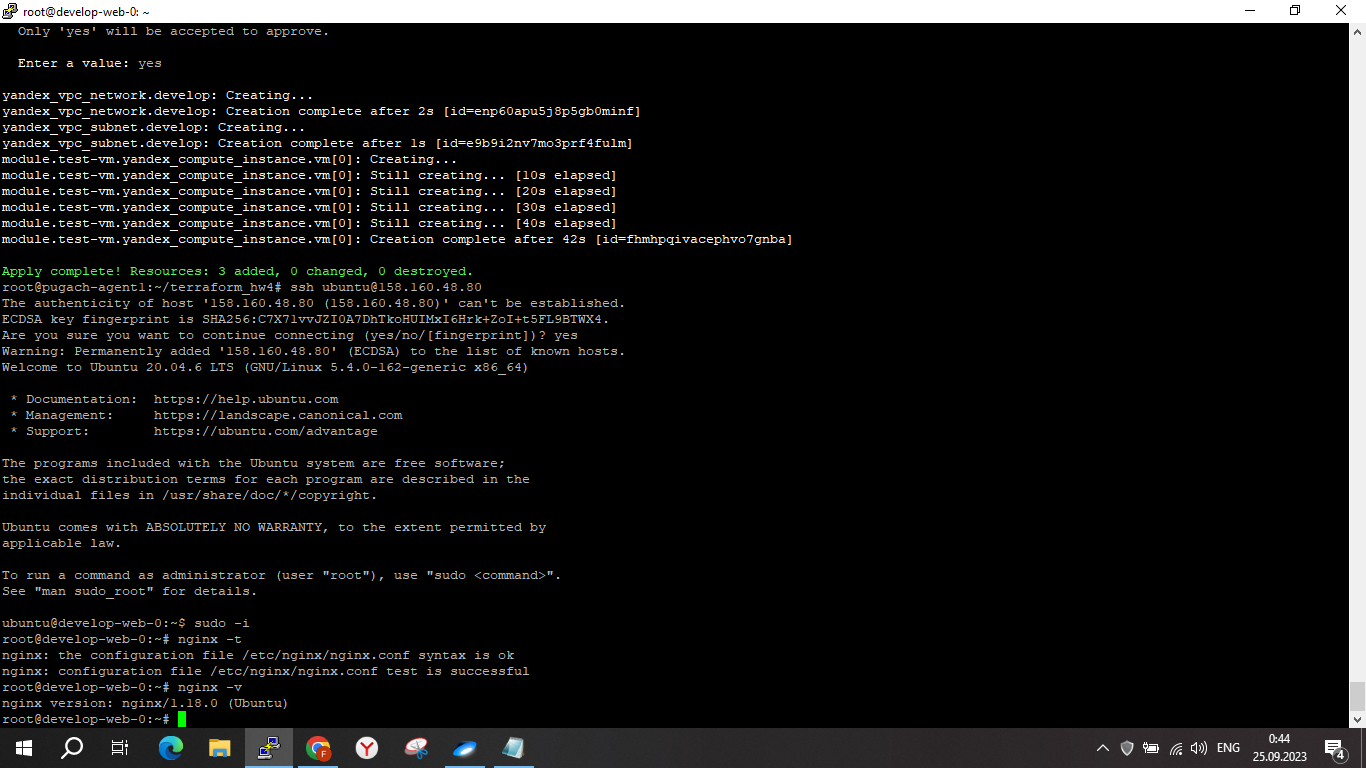 root@develop-web-0: ~
Only 'yes' will be accepted to approve.
Enter a value: yes
yandex_vpc_network.develop: Creating...
yandex_vpc_network.develop: Creation complete after 2s [id=enp60apu5j8p5gb0minf]
yandex_vpc_subnet.develop: Creating...
yandex_vpc_subnet.develop: Creation complete after 1s [id=e9b9i2nv7mo3prf4fulm]
module.test-vm.yandex_compute_instance.vm[0]: Creating...
module.test-vm.yandex_compute_instance.vm[0]: Still creating... [10s elapsed]
module.test-vm.yandex_compute_instance.vm[0]: Still creating... [20s elapsed]
module.test-vm.yandex_compute_instance.vm[0]: Still creating... [30s elapsed]
module.test-vm.yandex_compute_instance.vm[0]: Still creating... [40s elapsed]
module.test-vm.yandex_compute_instance.vm[0]: Creation complete after 42s [id=fhmhpqivacephvo7gnba]
Apply complete! Resources: 3 added, 0 changed, 0 destroyed.
root@pugach-agent1:~/terraform_hw4# ssh ubuntu@158.160.48.80
The authenticity of host '158.160.48.80 (158.160.48.80)' can't be established.
ECDSA key fingerprint is SHA256:C7X7lvvJZI0A7DhTkoHUIMxI6Hrk+ZoI+t5FL9BTWX4.
Are you sure you want to continue connecting (yes/no/[fingerprint])? yes
Warning: Permanently added '158.160.48.80' (ECDSA) to the list of known hosts.
Welcome to Ubuntu 20.04.6 LTS (GNU/Linux 5.4.0-162-generic x86_64)
* Documentation:  https://help.ubuntu.com
* Management:     https://landscape.canonical.com
* Support:        https://ubuntu.com/advantage
The programs included with the Ubuntu system are free software;
the exact distribution terms for each program are described in the
individual files in /usr/share/doc/*/copyright.
Ubuntu comes with ABSOLUTELY NO WARRANTY, to the extent permitted by
applicable law.
To run a command as administrator (user "root"), use "sudo <command>".
See "man sudo_root" for details.
ubuntu@develop-web-0:~$ sudo -i
root@develop-web-0:~# nginx -t
nginx: the configuration file /etc/nginx/nginx.conf syntax is ok
nginx: configuration file /etc/nginx/nginx.conf test is successful
root@develop-web-0:~# nginx -v
nginx version: nginx/1.18.0 (Ubuntu)
root@develop-web-0:~#
ENG
0:44
25.09.2023
4